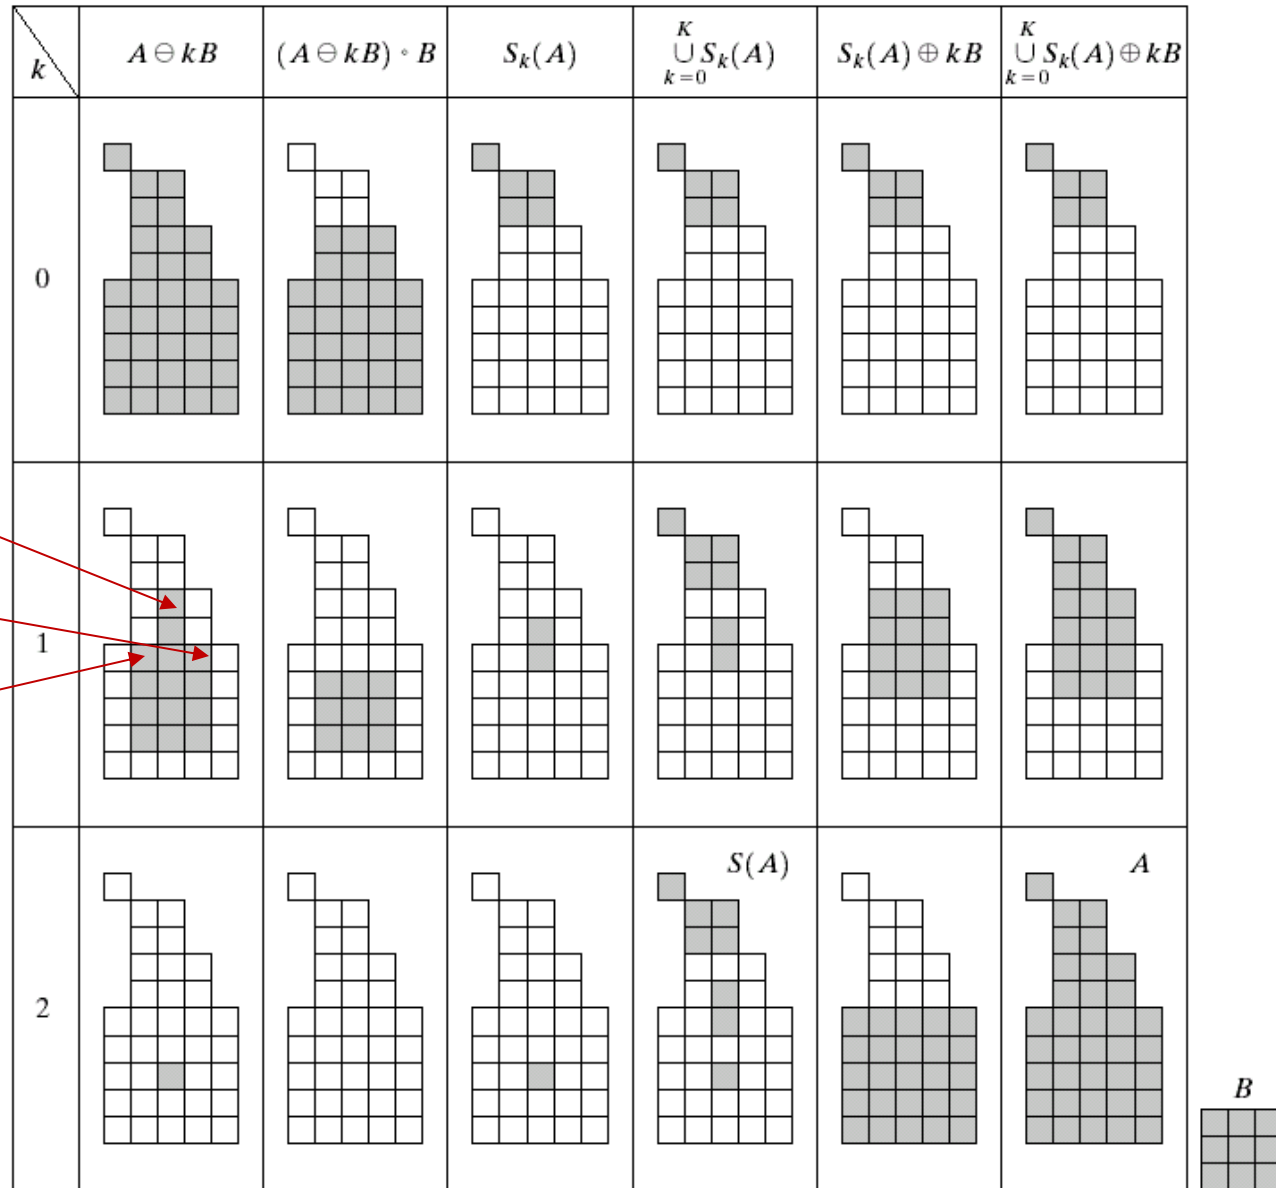 k
A ⊖ kB
(A ⊖ kB) ∘ B
S_k(A)
K ∪ k=0 S_k(A)
S_k(A) ⊕ kB
K ∪ k=0 S_k(A) ⊕ kB
0
1
2
S(A)
A
B